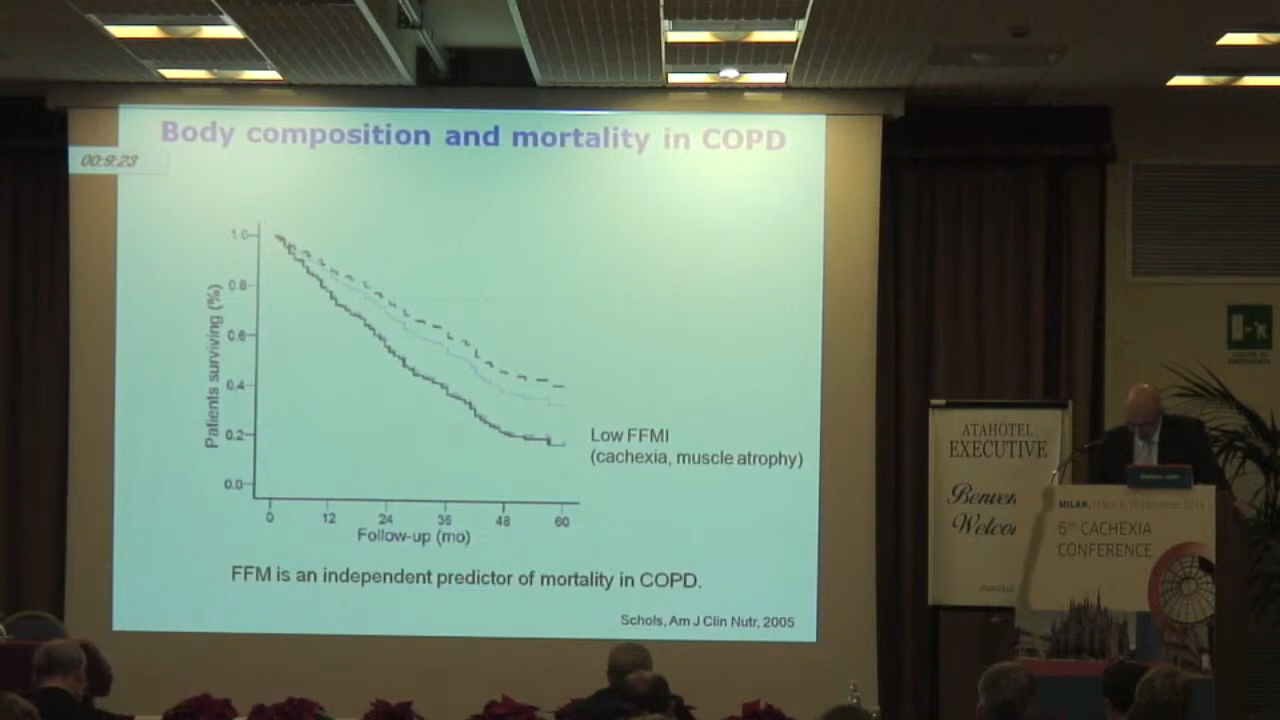 Body composition and mortality in COPD
00:9:23
1.0
0.8
0.6
0.4
0.2
0.0
Patients surviving (%)
0 12 24 36 48 60
Follow-up (mo)
Low FFMI
(cachexia, muscle atrophy)
FFM is an independent predictor of mortality in COPD.
Schols, Am J Clin Nutr, 2005
ATAHOTEL
EXECUTIVE
MILAN,
6th CACHEXIA
CONFERENCE